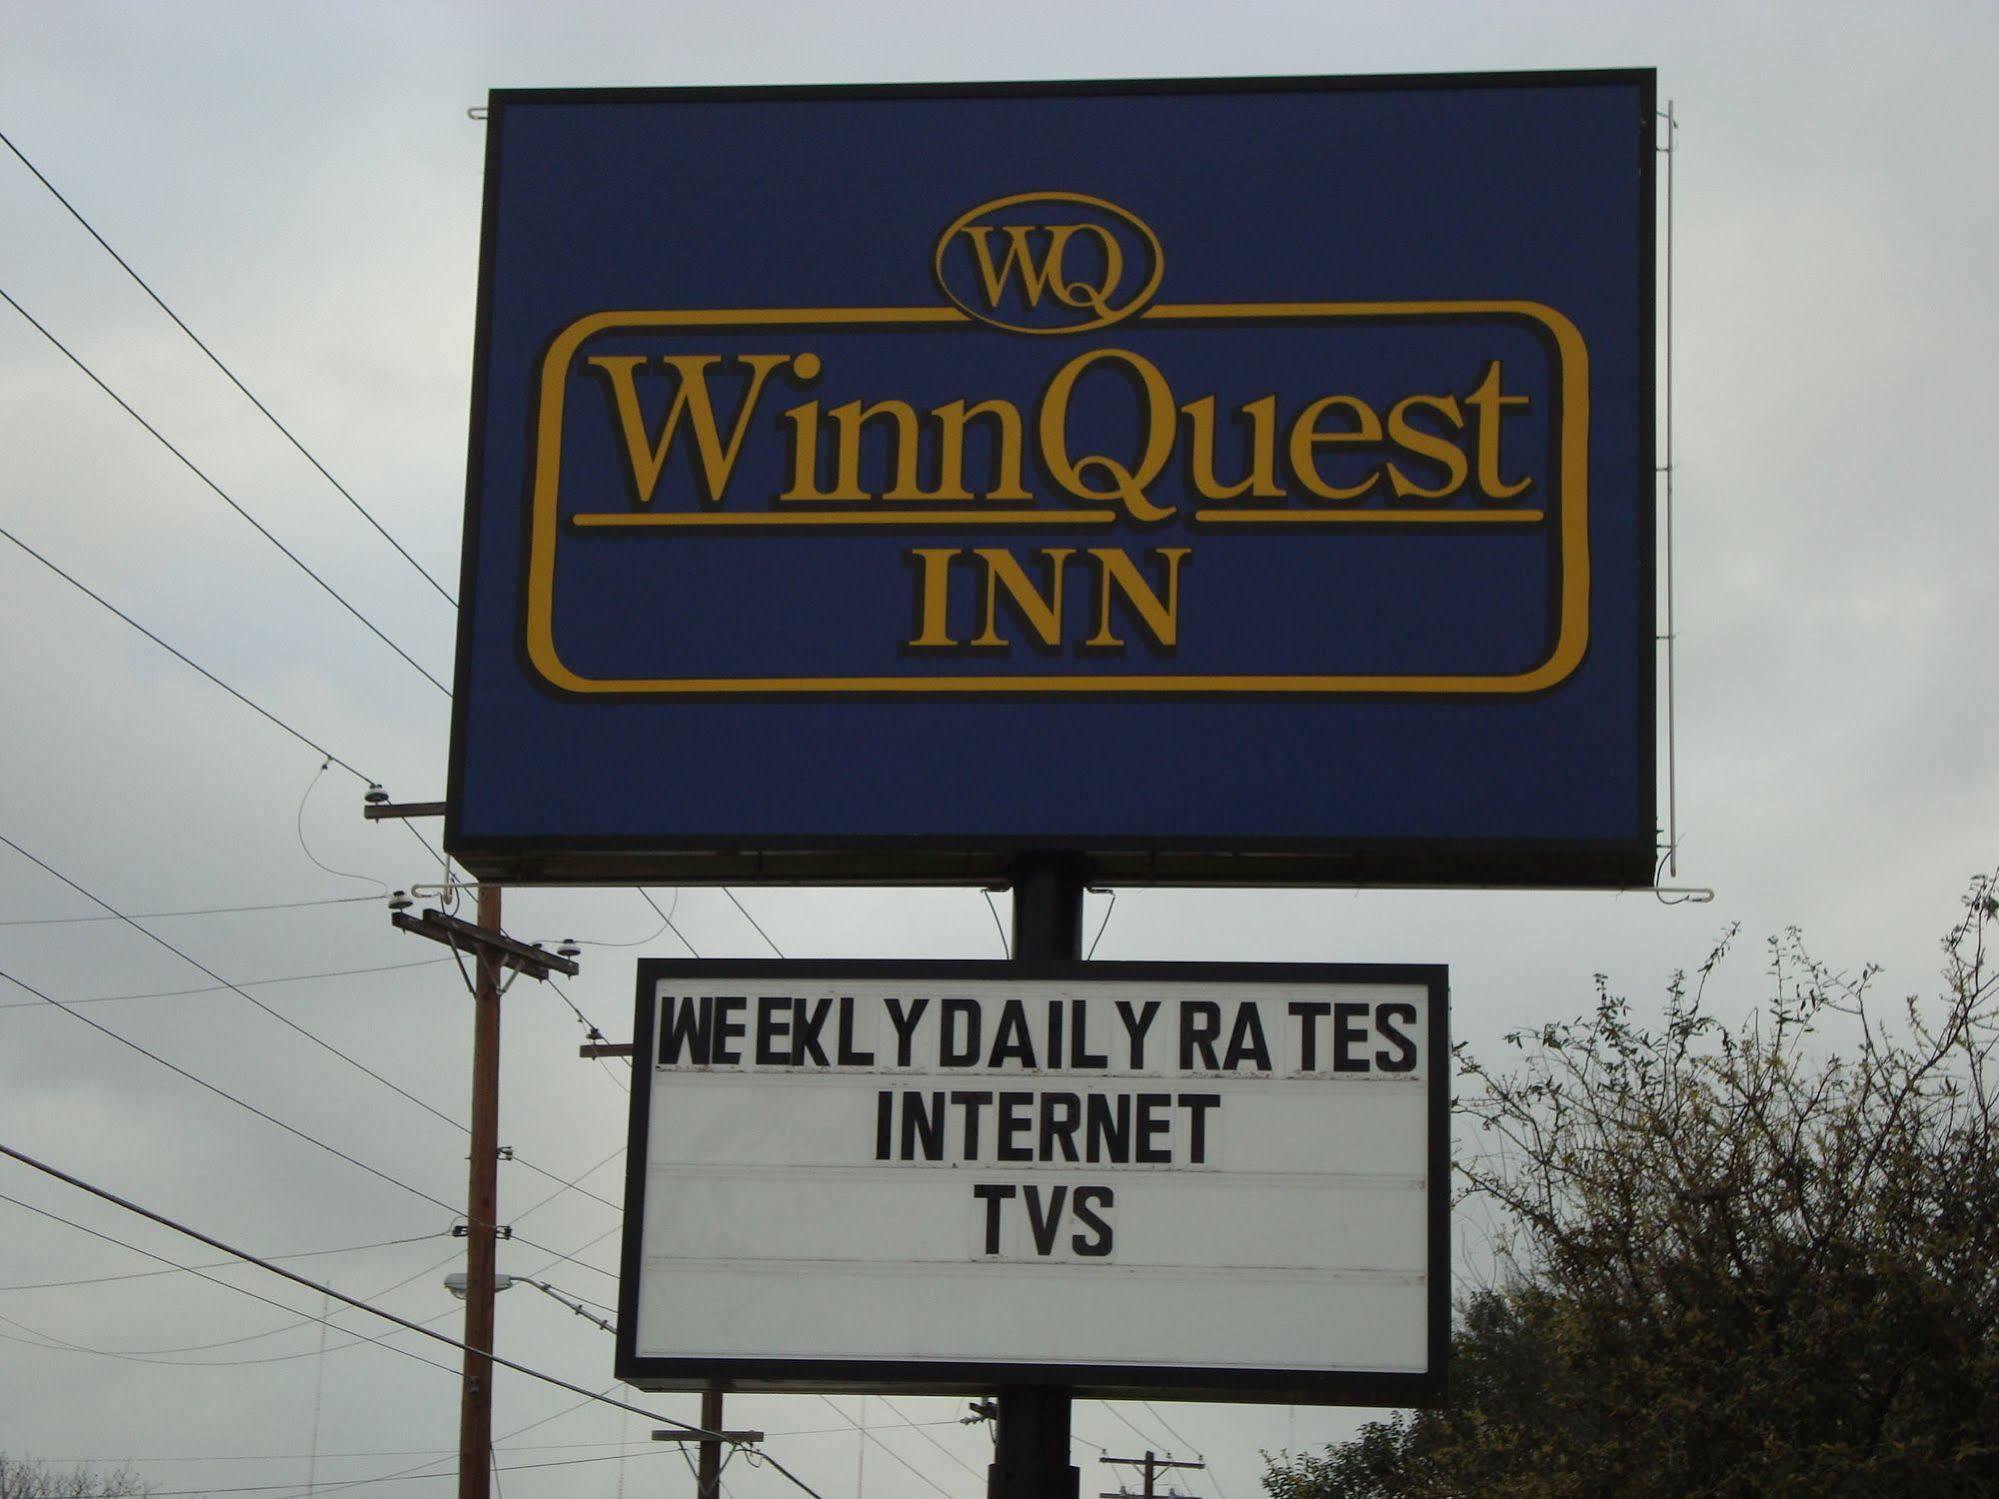 WQ
WinnQuest
INN
WEEKLY DAILY RATES
INTERNET
TVS